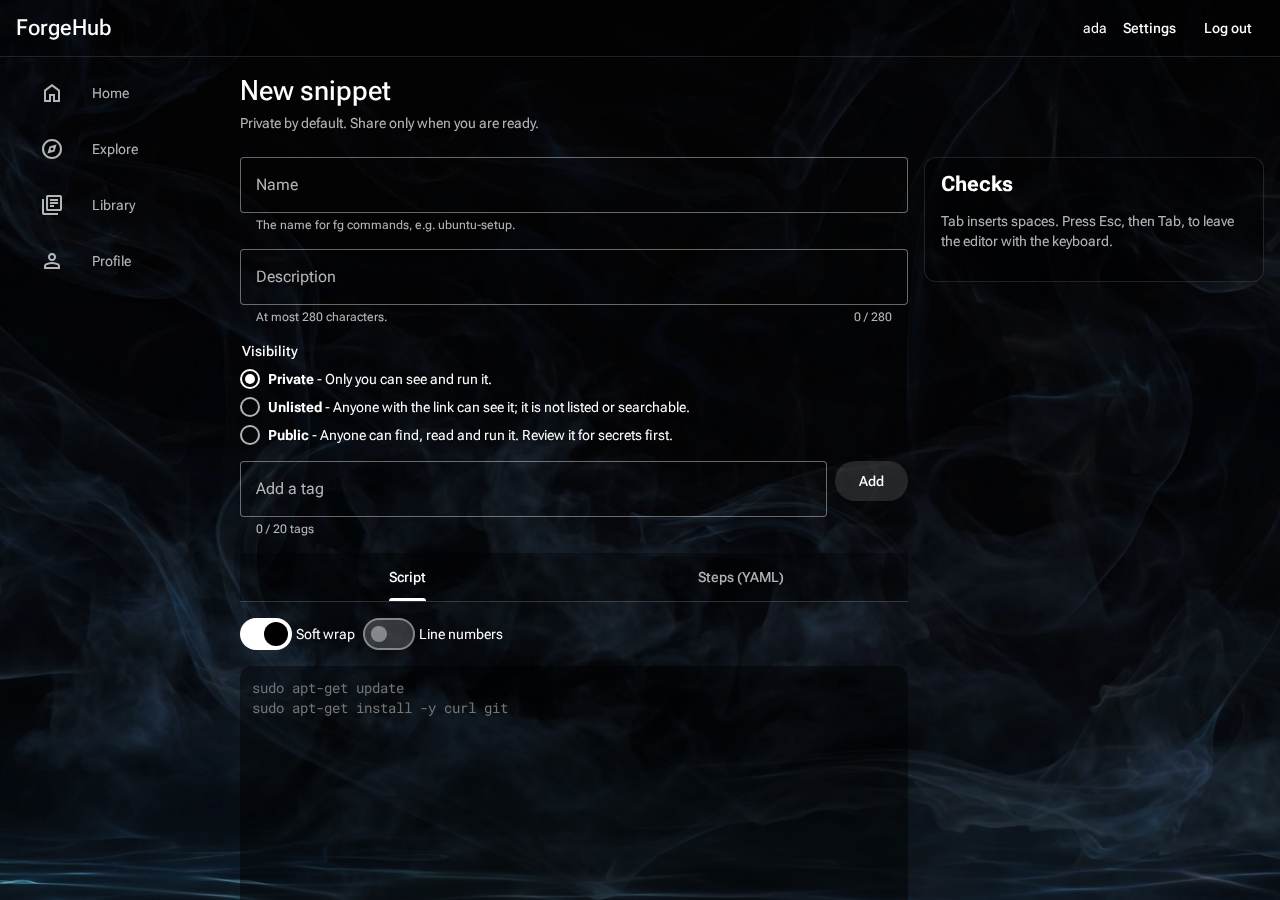 ForgeHub
ada
Settings
Log out
Home
Explore
Library
Profile
New snippet
Private by default. Share only when you are ready.
Name
The name for fg commands, e.g. ubuntu-setup.
Description
At most 280 characters.
0 / 280
Visibility
Private - Only you can see and run it.
Unlisted - Anyone with the link can see it; it is not listed or searchable.
Public - Anyone can find, read and run it. Review it for secrets first.
Add a tag
Add
0 / 20 tags
Script
Steps (YAML)
Soft wrap
Line numbers
sudo apt-get update
sudo apt-get install -y curl git
Checks
Tab inserts spaces. Press Esc, then Tab, to leave
the editor with the keyboard.